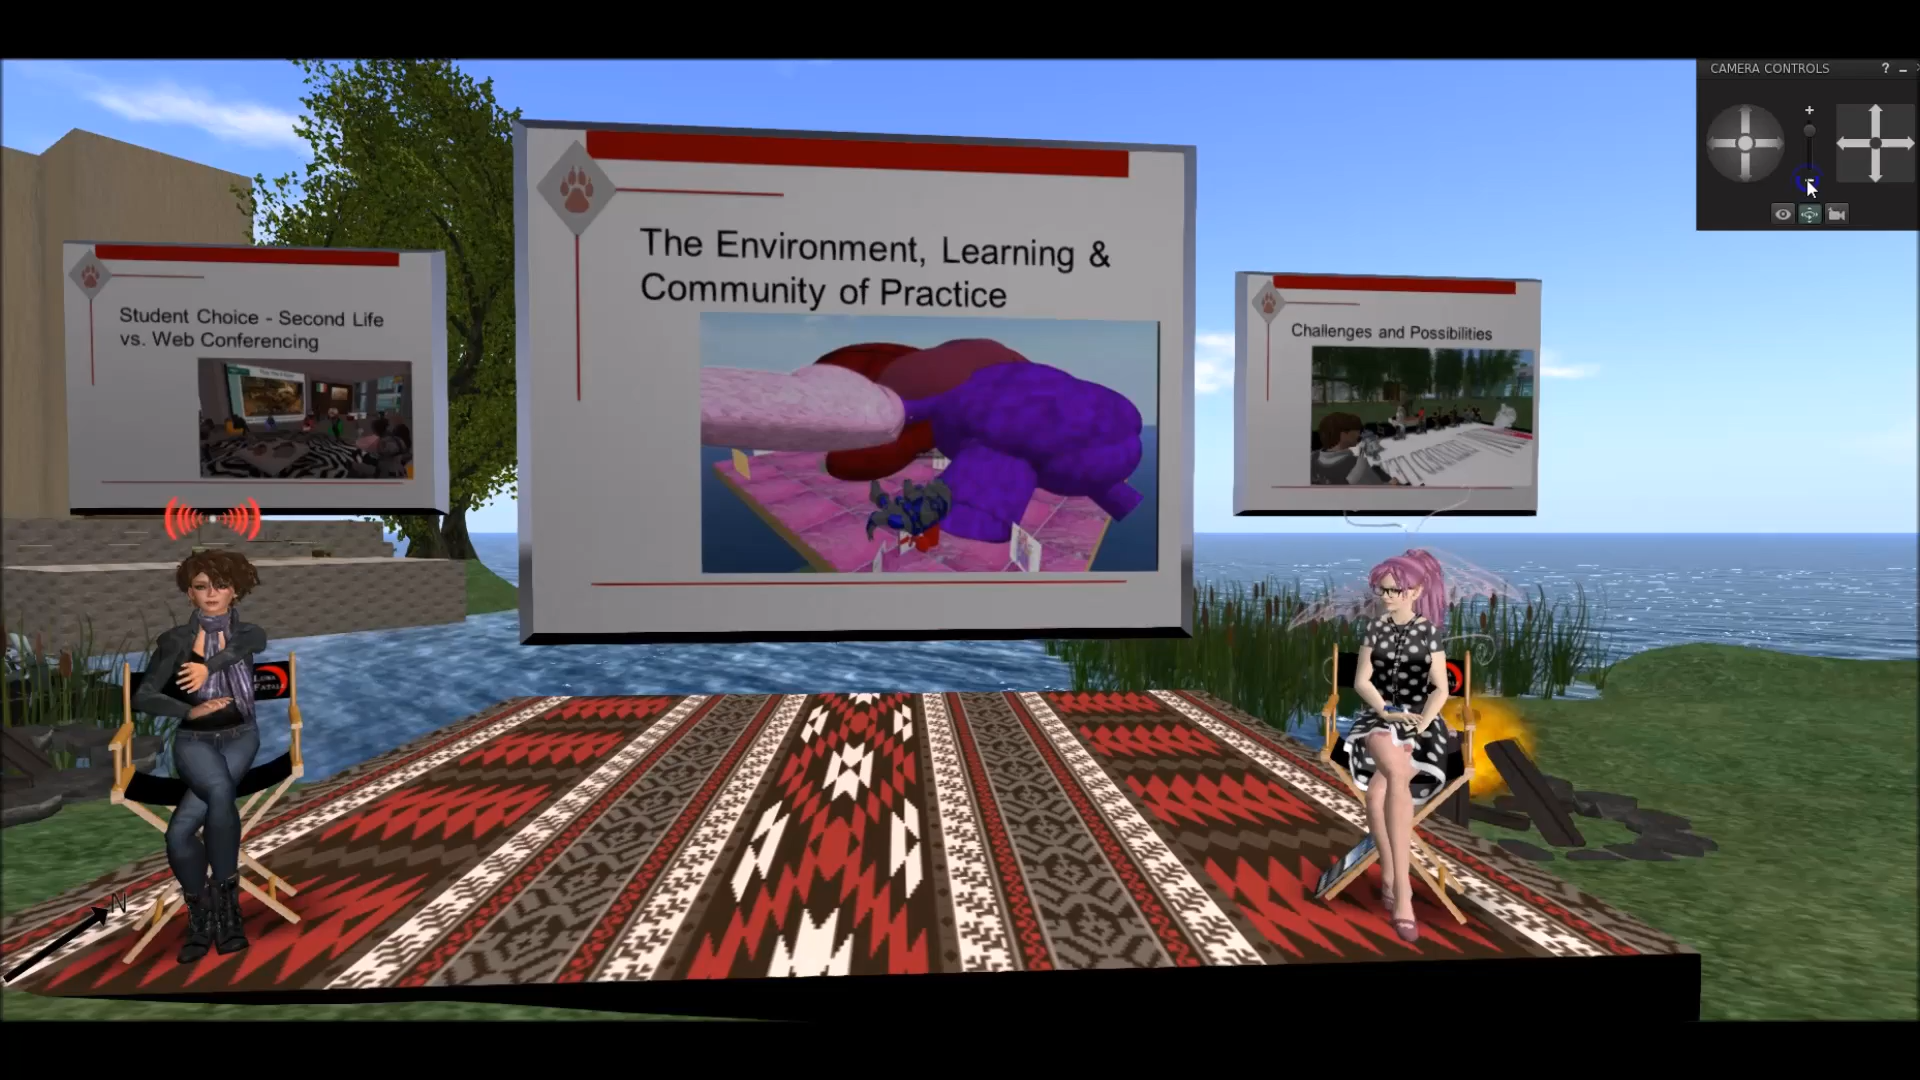 CAMERA CONTROLS ? _
The Environment, Learning &
Community of Practice
Student Choice - Second Life
vs. Web Conferencing
Challenges and Possibilities
N